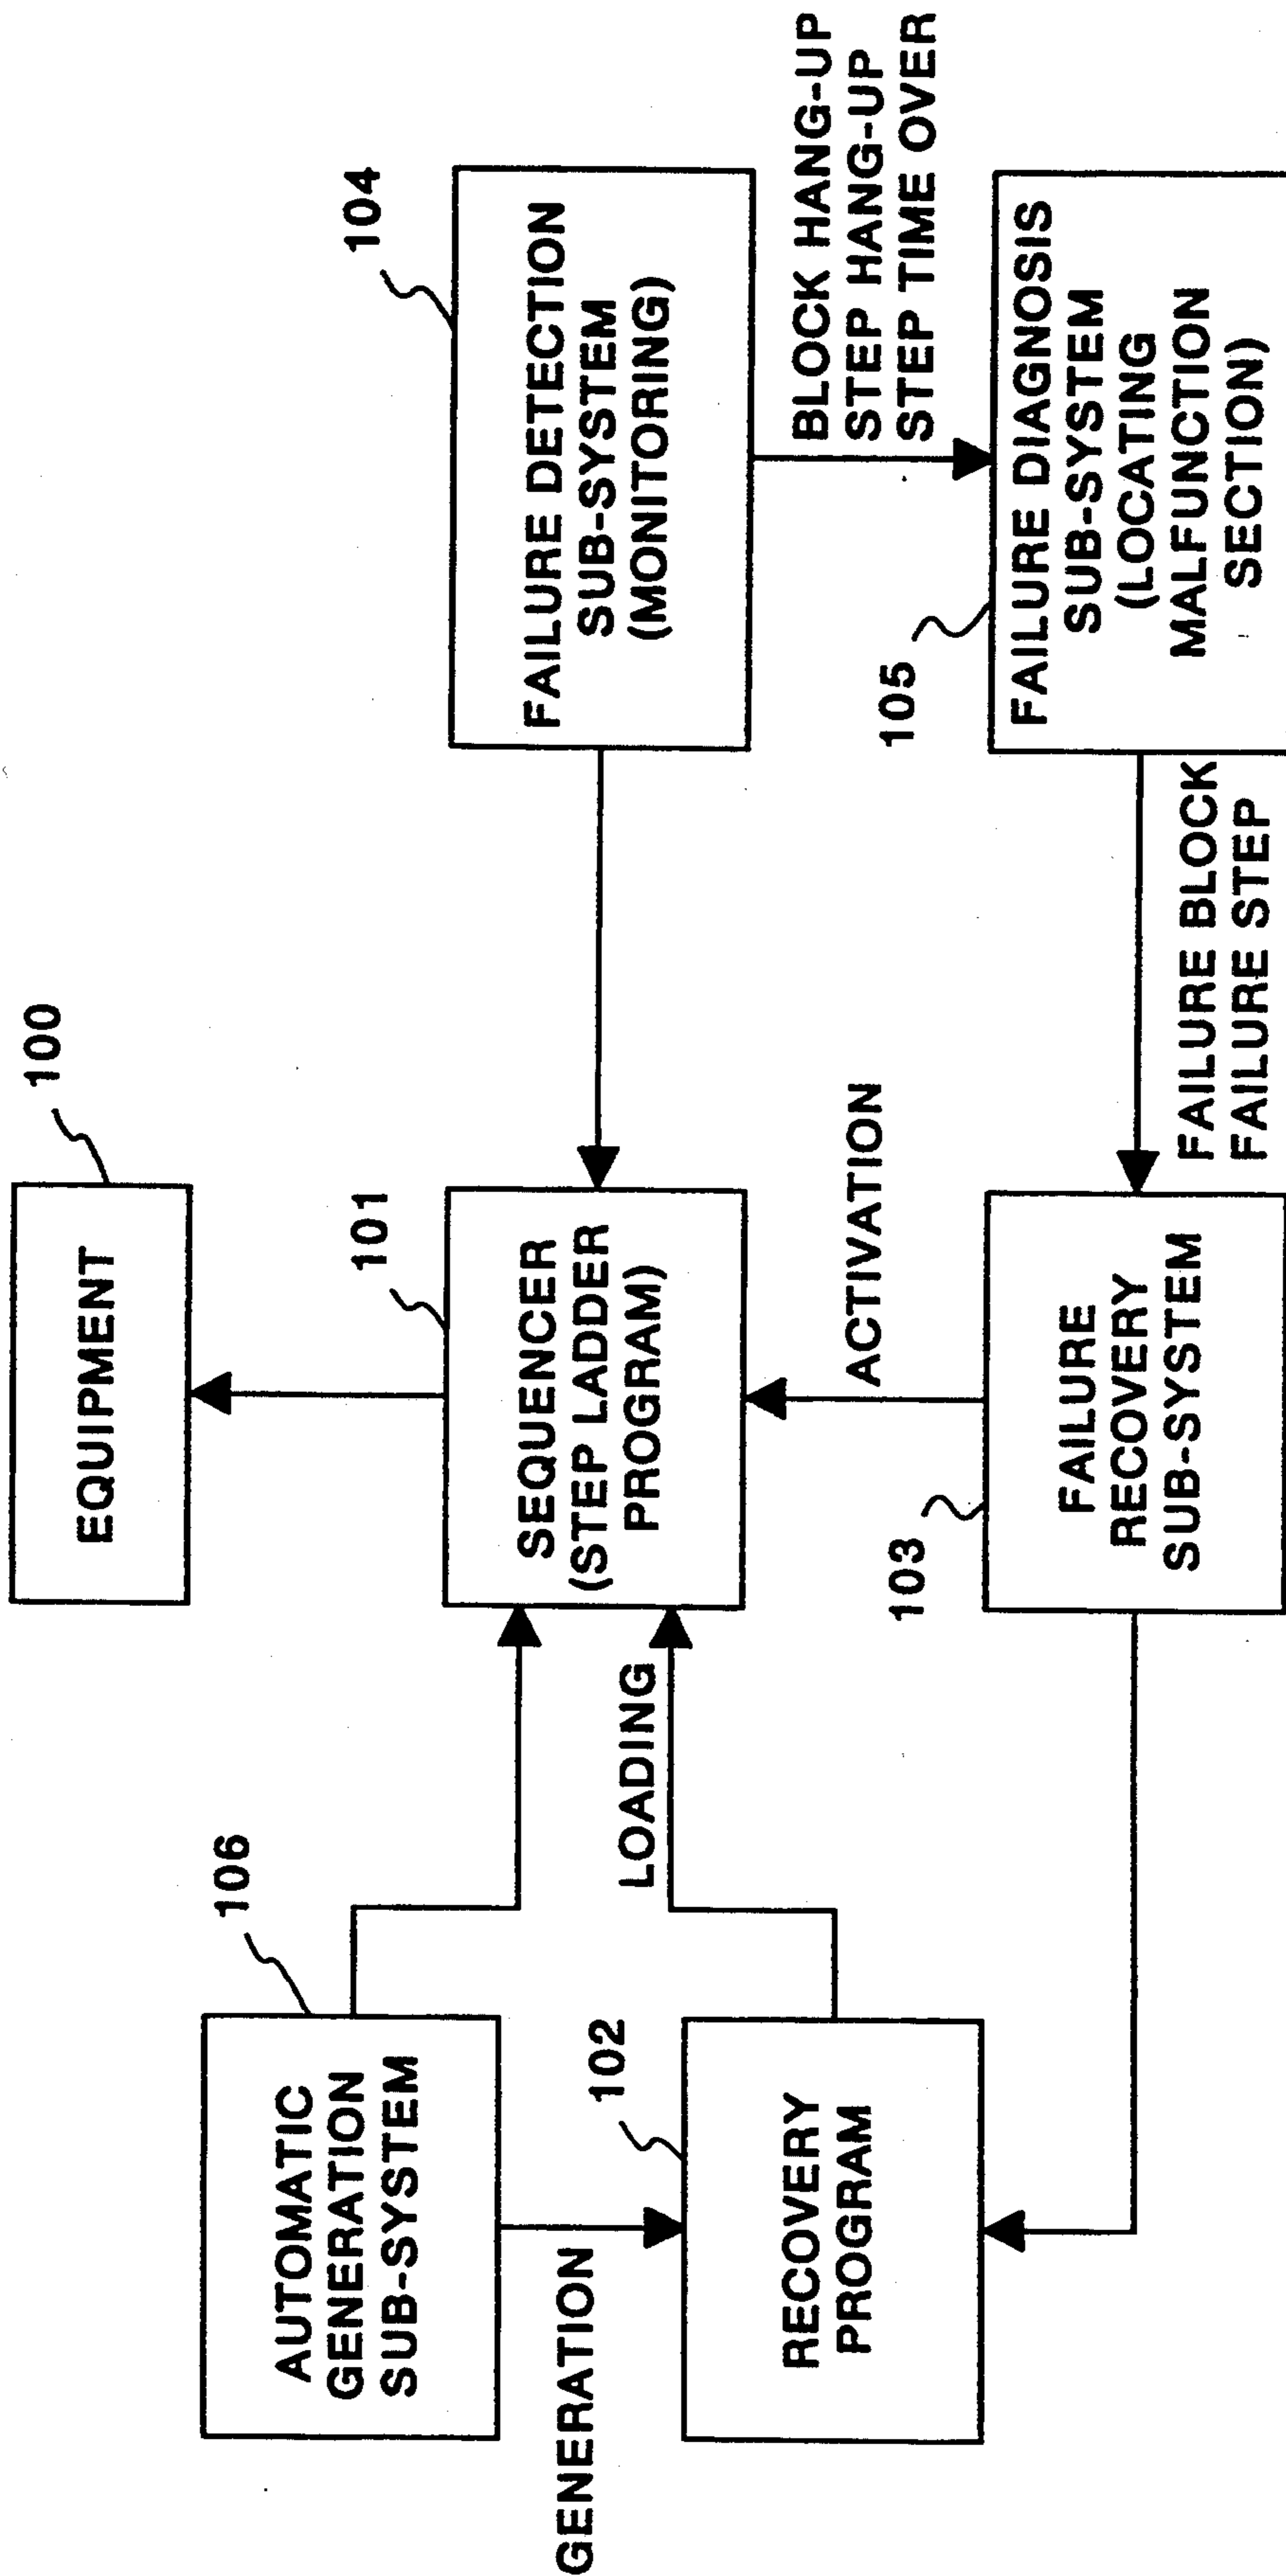 100
EQUIPMENT
106
AUTOMATIC
GENERATION
SUB-SYSTEM
101
SEQUENCER
(STEP LADDER
PROGRAM)
104
FAILURE DETECTION
SUB-SYSTEM
(MONITORING)
GENERATION
LOADING
ACTIVATION
BLOCK HANG-UP
STEP HANG-UP
STEP TIME OVER
102
RECOVERY
PROGRAM
103
FAILURE
RECOVERY
SUB-SYSTEM
105
FAILURE DIAGNOSIS
SUB-SYSTEM
(LOCATING
MALFUNCTION
SECTION)
FAILURE BLOCK
FAILURE STEP